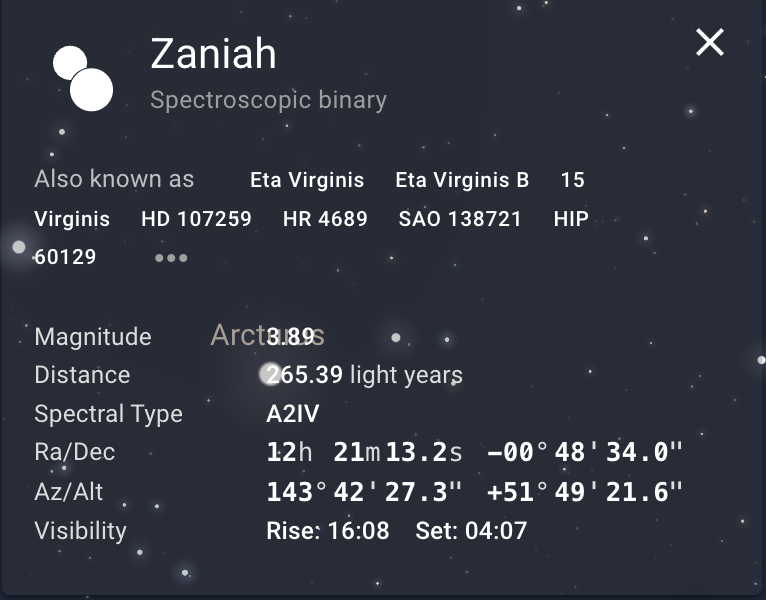 Zaniah
Spectroscopic binary
Also known as Eta Virginis Eta Virginis B 15
Virginis HD 107259 HR 4689 SAO 138721 HIP
60129 •••
Arcturus
Magnitude 3.89
Distance 265.39 light years
Spectral Type A2IV
Ra/Dec 12h 21m 13.2s −00° 48' 34.0"
Az/Alt 143° 42' 27.3" +51° 49' 21.6"
Visibility Rise: 16:08 Set: 04:07